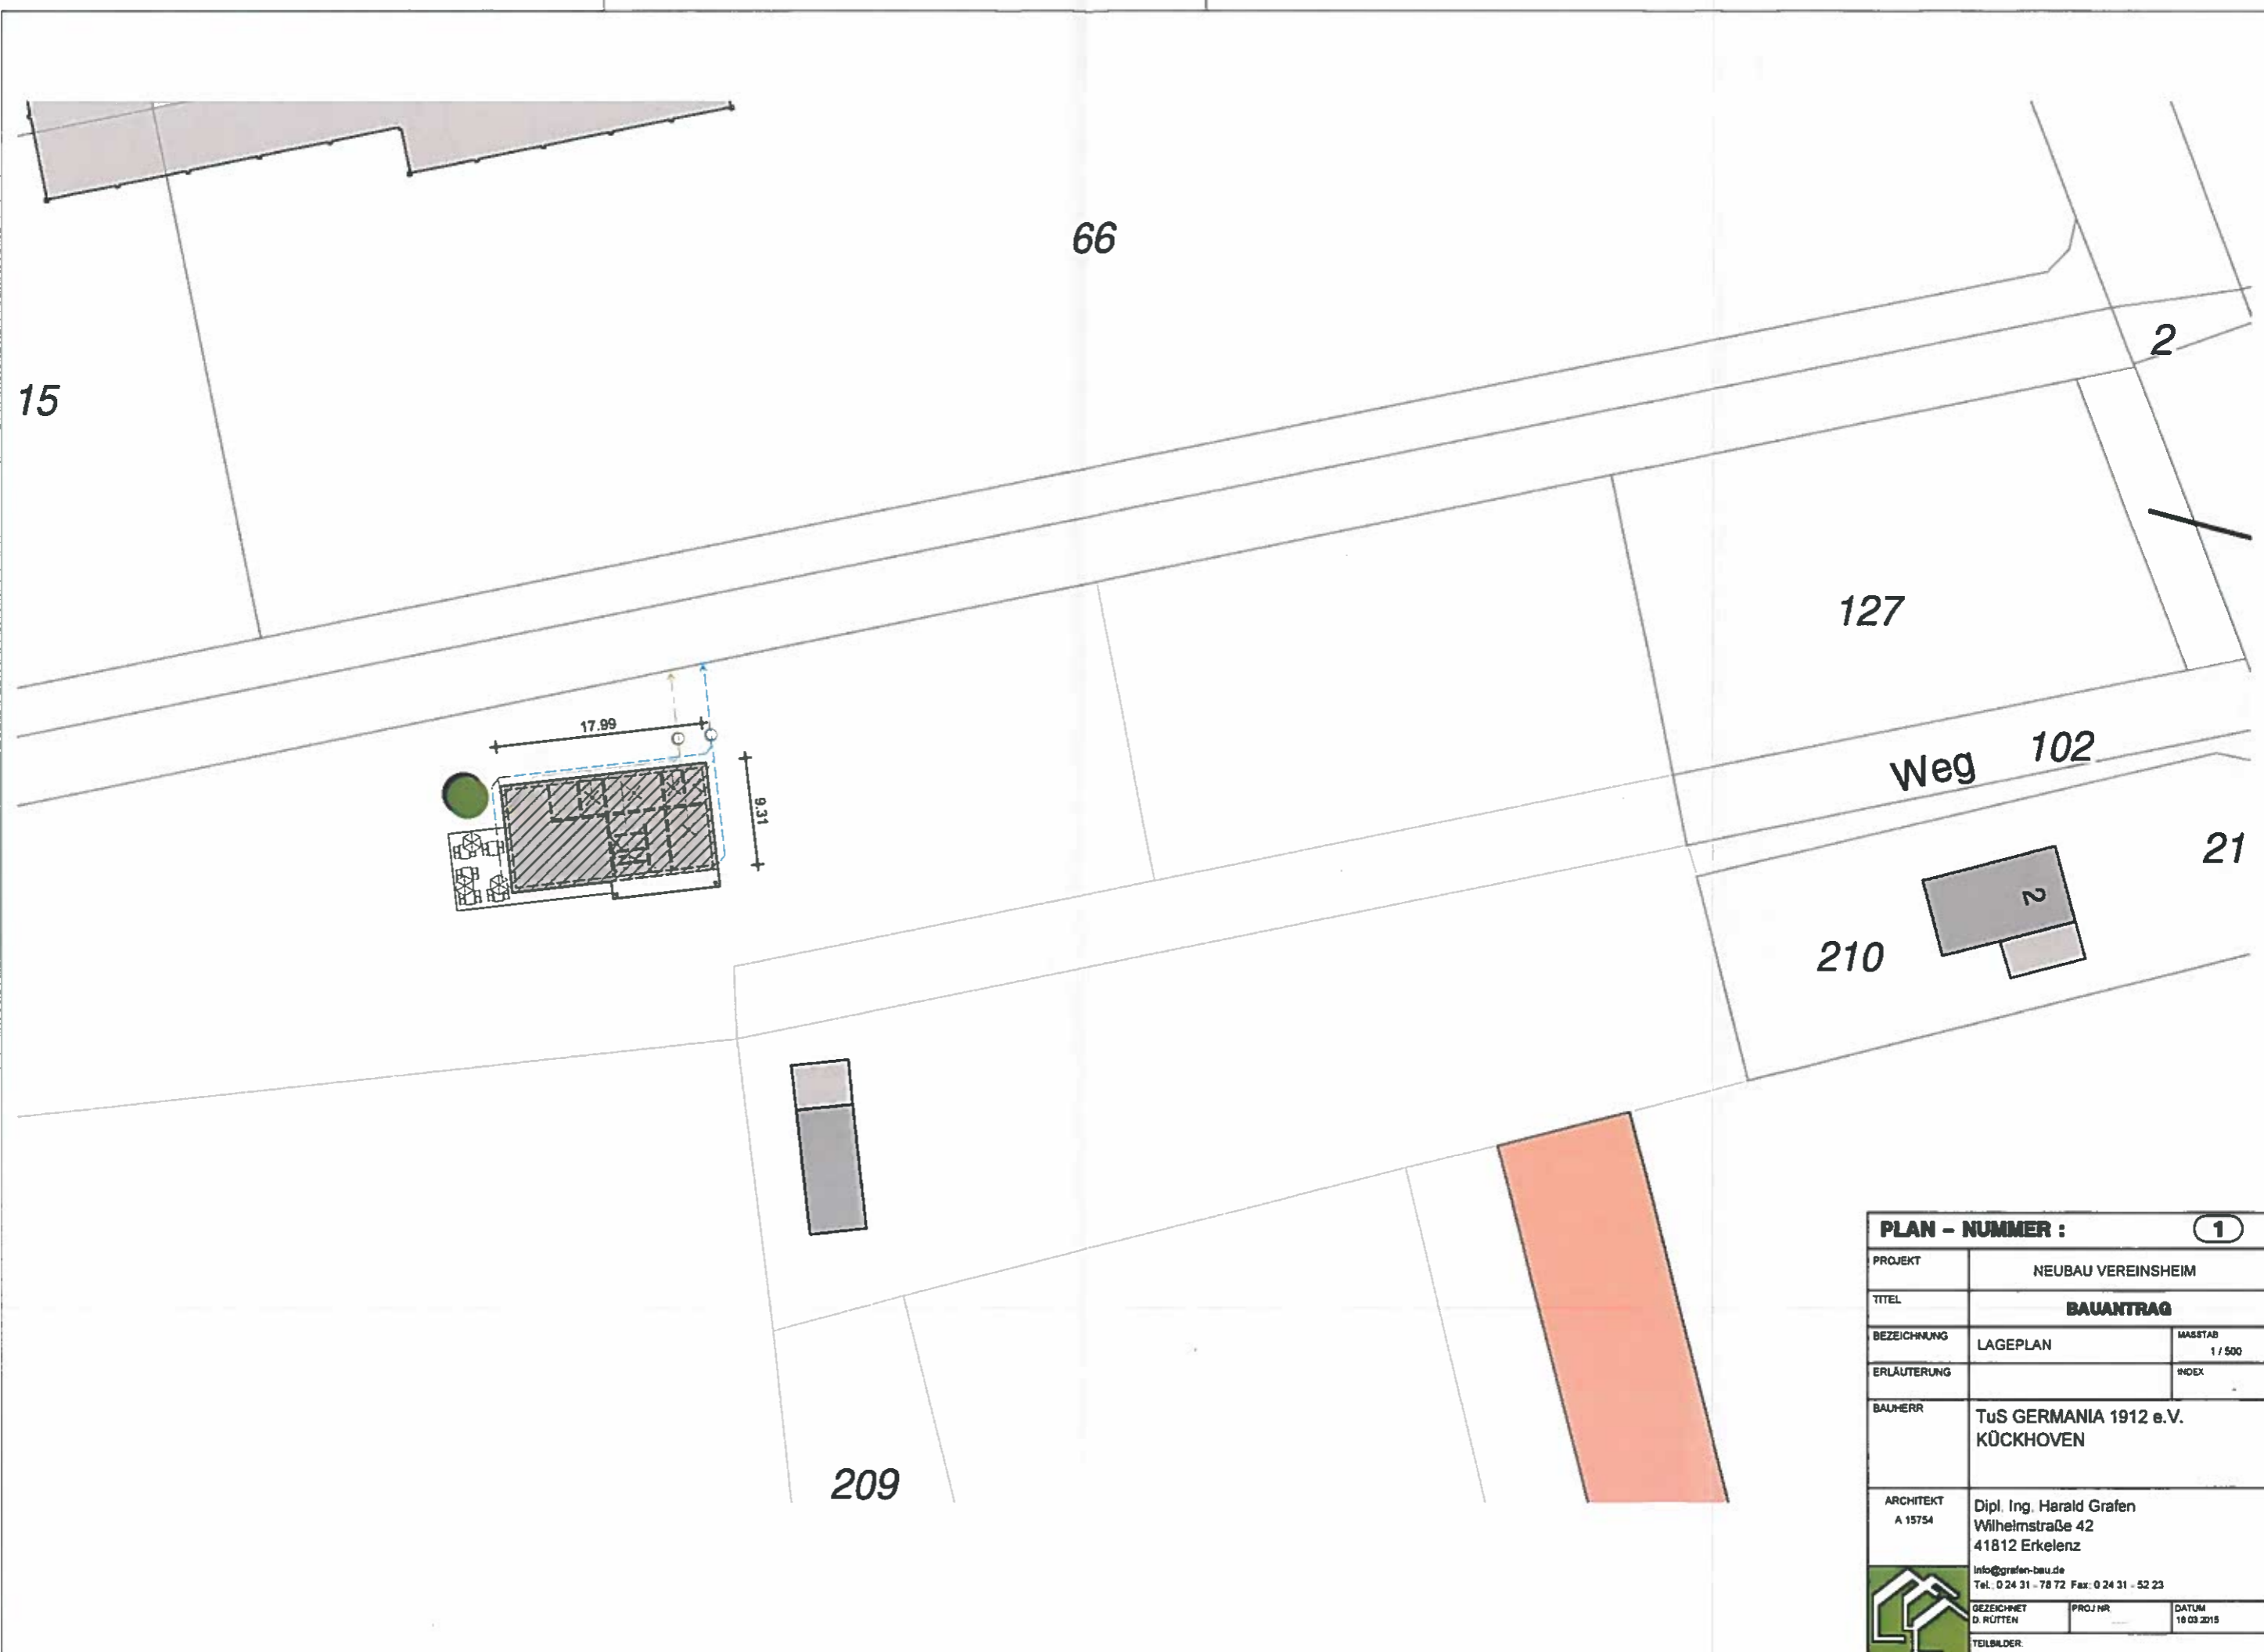 66
15
2
127
17.99
9.31
Weg 102
21
2
210
209
PLAN - NUMMER : 1
PROJEKT NEUBAU VEREINSHEIM
TITEL BAUANTRAG
BEZEICHNUNG LAGEPLAN MASSTAB 1 / 500
ERLÄUTERUNG INDEX
BAUHERR TuS GERMANIA 1912 e.V.
KÜCKHOVEN
ARCHITEKT
A 15754
Dipl. Ing. Harald Grafen
Wilhelmstraße 42
41812 Erkelenz
info@grafen-bau.de
Tel.: 0 24 31 - 78 72 Fax: 0 24 31 - 52 23
GEZEICHNET PROJ NR. DATUM
D. RÜTTEN 18.03.2015
TEILBILDER: